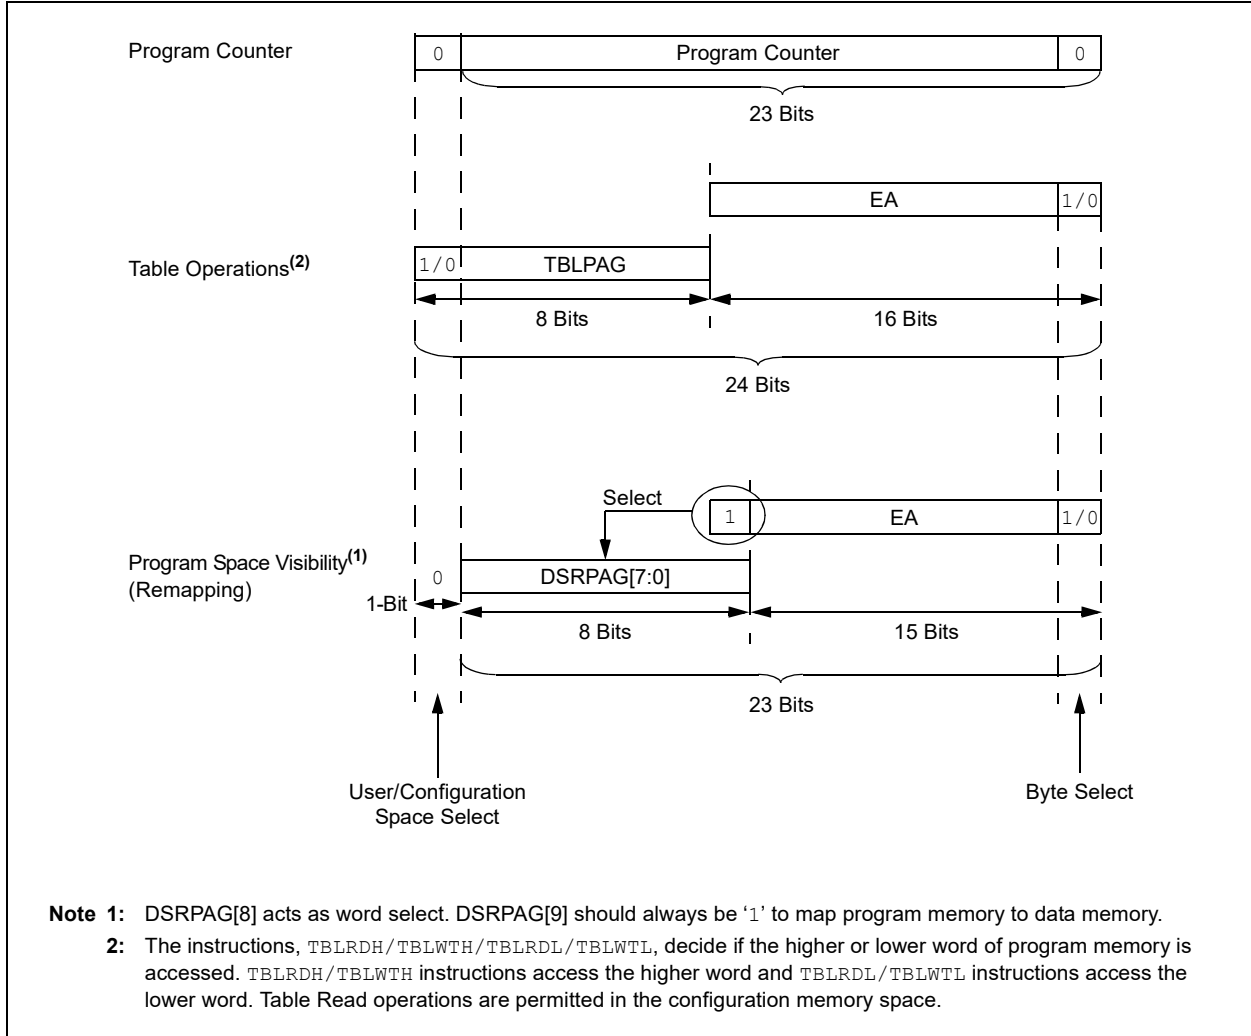 Program Counter
0 Program Counter 0
23 Bits
EA 1/0
Table Operations(2)
1/0 TBLPAG
8 Bits 16 Bits
24 Bits
Select
1 EA 1/0
Program Space Visibility(1)
(Remapping)
0 DSRPAG[7:0]
1-Bit
8 Bits 15 Bits
23 Bits
User/Configuration
Space Select
Byte Select
Note 1: DSRPAG[8] acts as word select. DSRPAG[9] should always be ‘1’ to map program memory to data memory.
2: The instructions, TBLRDH/TBLWTH/TBLRDL/TBLWTL, decide if the higher or lower word of program memory is
accessed. TBLRDH/TBLWTH instructions access the higher word and TBLRDL/TBLWTL instructions access the
lower word. Table Read operations are permitted in the configuration memory space.